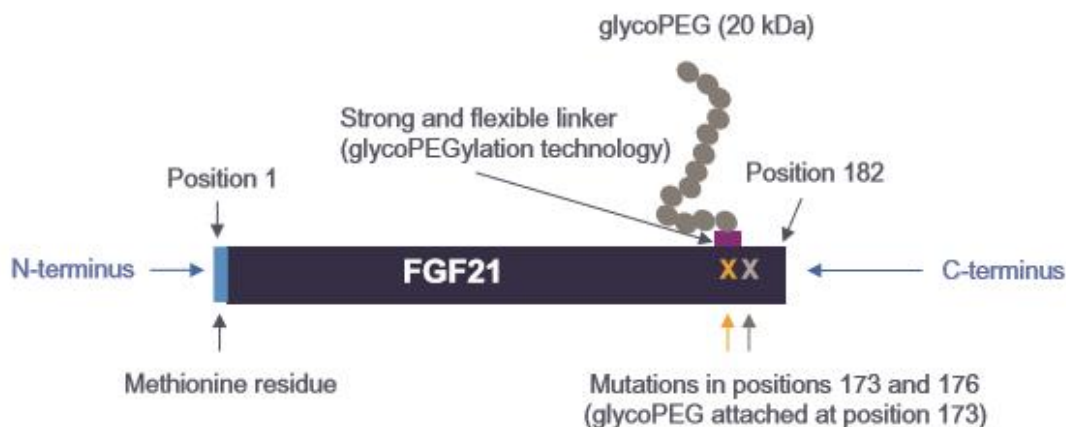 glycoPEG (20 kDa)
Strong and flexible linker
(glycoPEGylation technology)
Position 1
Position 182
N-terminus
FGF21
X X
C-terminus
Methionine residue
Mutations in positions 173 and 176
(glycoPEG attached at position 173)